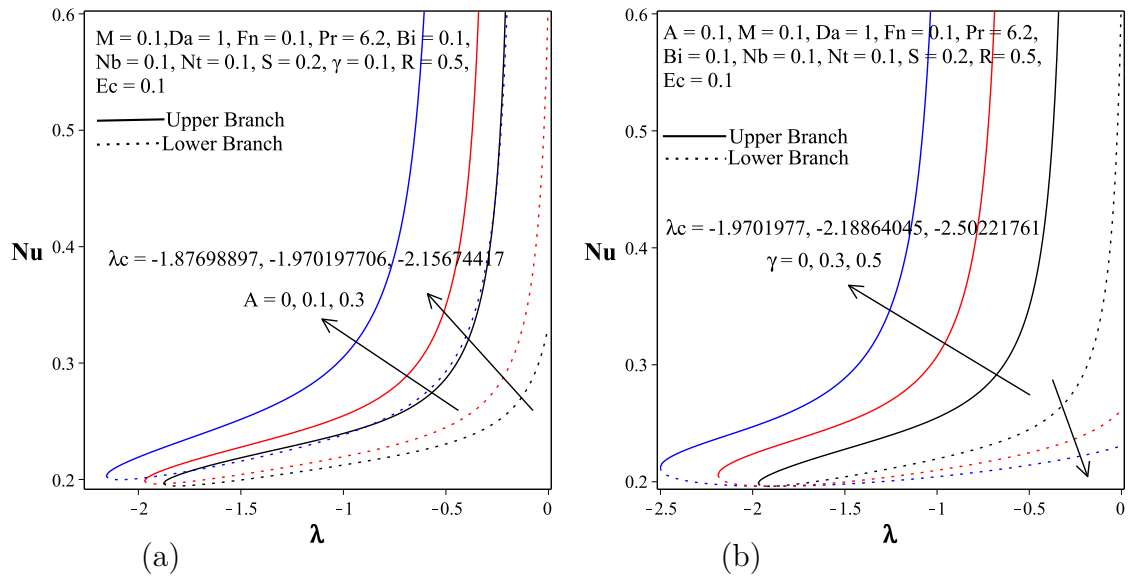 0.6
0.5
0.4
0.3
0.2
Nu
M = 0.1,Da = 1, Fn = 0.1, Pr = 6.2, Bi = 0.1,
Nb = 0.1, Nt = 0.1, S = 0.2, γ = 0.1, R = 0.5,
Ec = 0.1
Upper Branch
Lower Branch
λc = -1.87698897, -1.970197706, -2.15674417
A = 0, 0.1, 0.3
−2 −1.5 −1 −0.5 0
λ
(a)
0.6
0.5
0.4
0.3
0.2
Nu
A = 0.1, M = 0.1, Da = 1, Fn = 0.1, Pr = 6.2,
Bi = 0.1, Nb = 0.1, Nt = 0.1, S = 0.2, R = 0.5,
Ec = 0.1
Upper Branch
Lower Branch
λc = -1.9701977, -2.18864045, -2.50221761
γ = 0, 0.3, 0.5
−2.5 −2 −1.5 −1 −0.5 0
λ
(b)